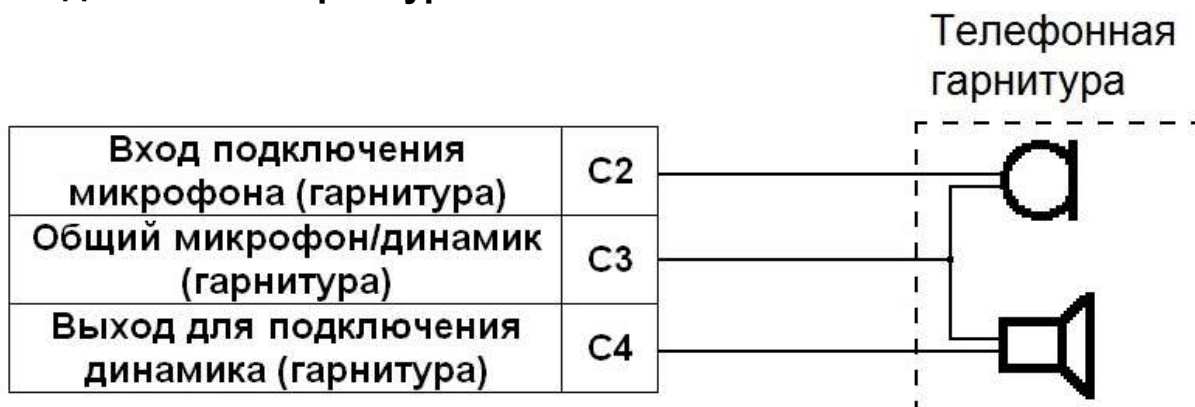 Телефонная
гарнитура
Вход подключения
микрофона (гарнитура)
C2
Общий микрофон/динамик
(гарнитура)
C3
Выход для подключения
динамика (гарнитура)
C4